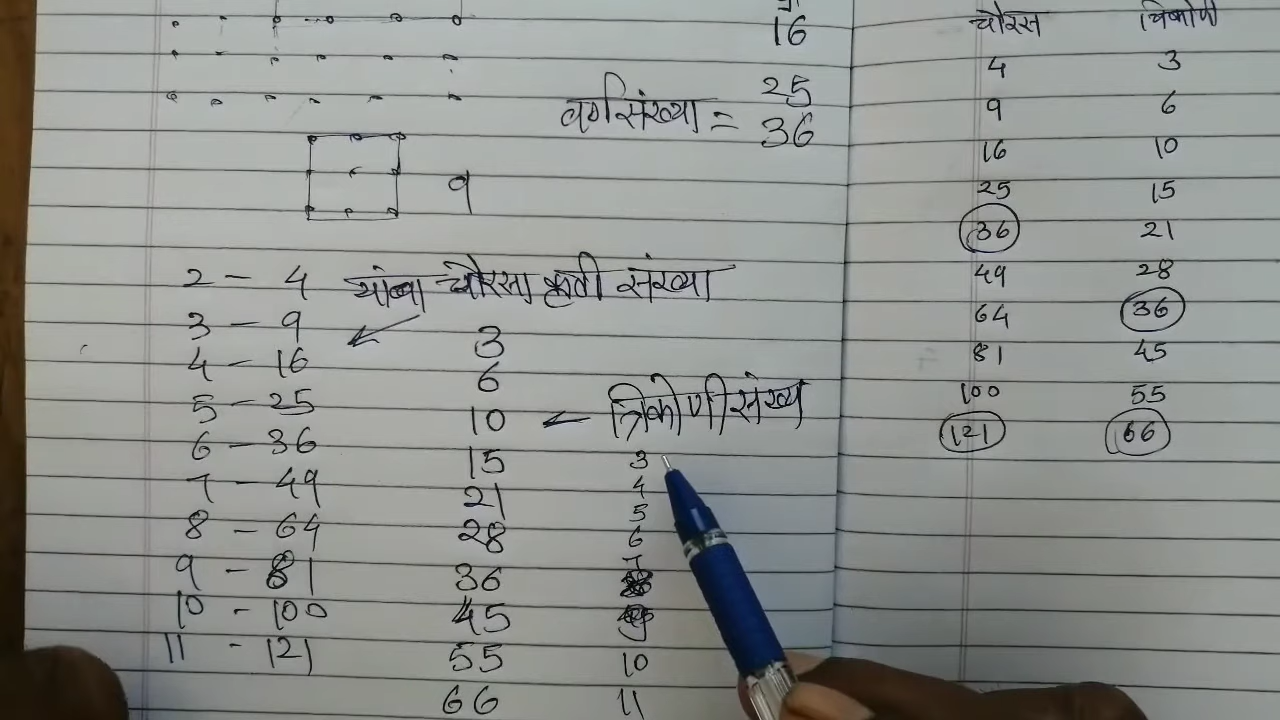 16
25
वर्गसंख्या = 36
9
2 - 4 यांना चौरसाकृती संख्या
3 - 9
4 - 16
5 - 25
6 - 36
7 - 49
8 - 64
9 - 81
10 - 100
11 - 121
3
6
10 ← त्रिकोणी संख्य
15 3
21 4
5
28 6
7
36
45
55 10
66 11
चौरस त्रिकोणी
4 3
9 6
16 10
25 15
36 21
49 28
64 36
81 45
100 55
121 66